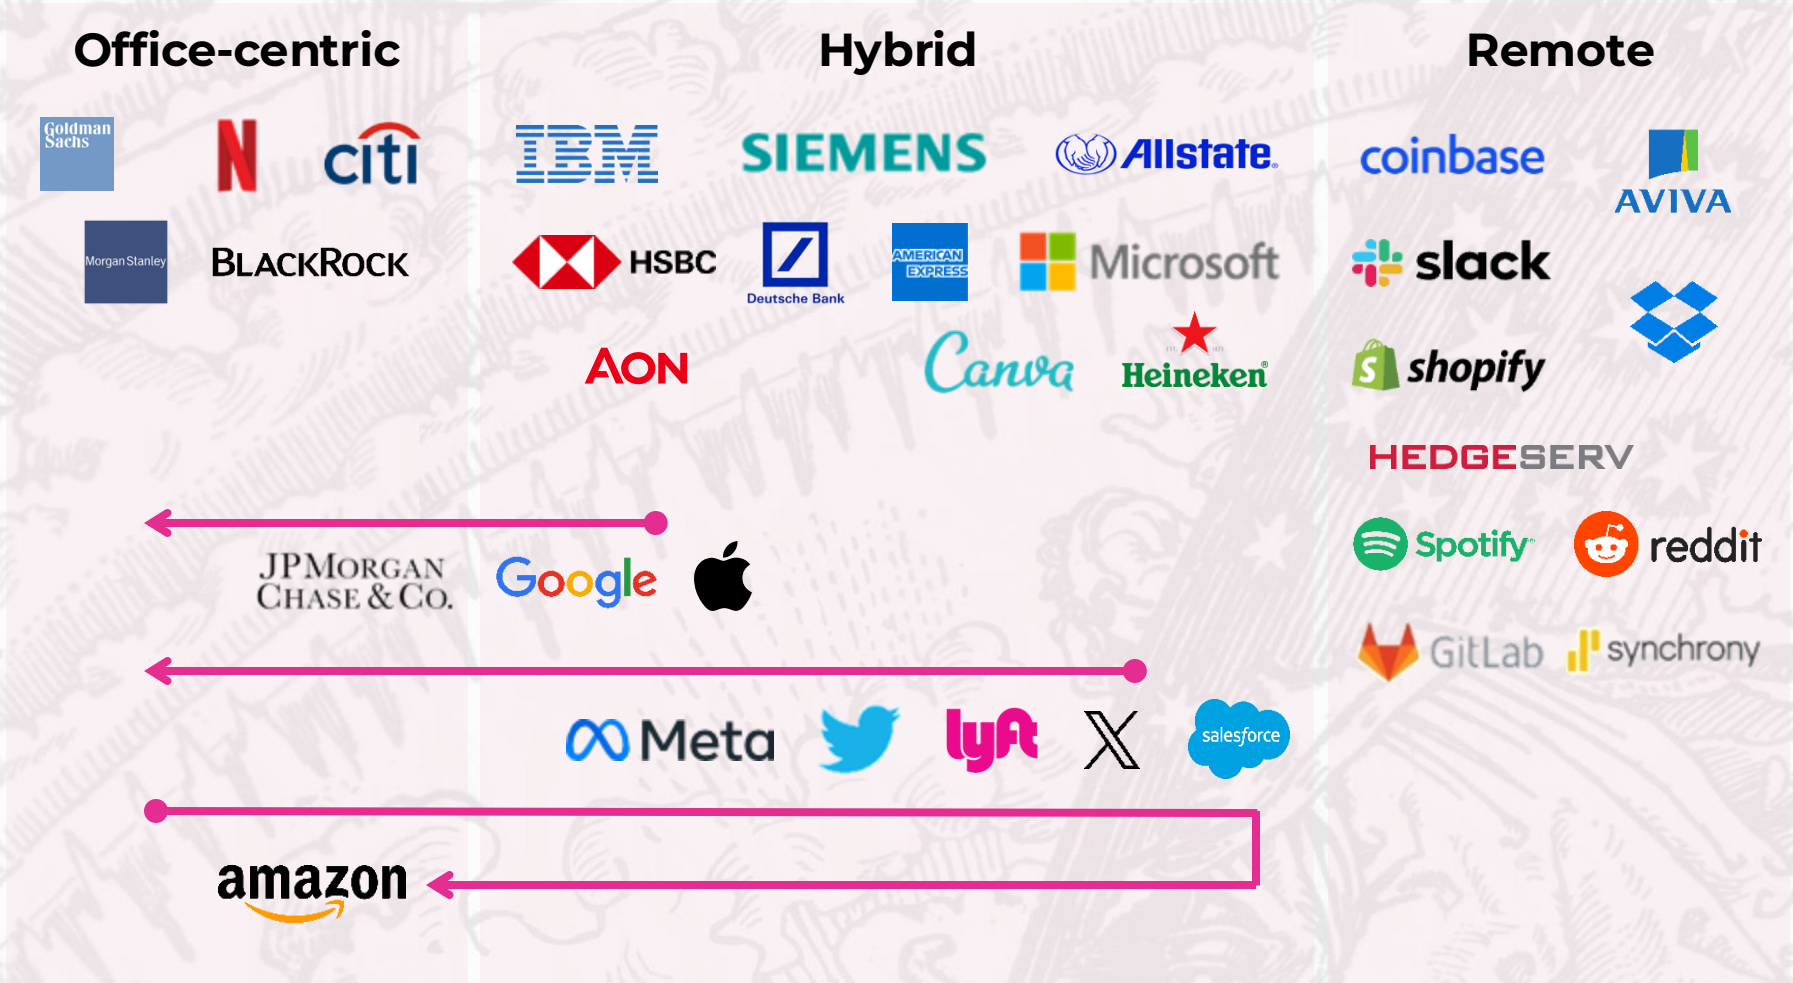 Office-centric
Hybrid
Remote
Goldman
Sachs
N
citi
IBM
SIEMENS
Allstate
coinbase
AVIVA
Morgan Stanley
BLACKROCK
HSBC
Deutsche Bank
AMERICAN
EXPRESS
Microsoft
slack
AON
Canva
Heineken
shopify
HEDGESERV
JPMORGAN
CHASE & CO.
Google
Spotify
reddit
GitLab
synchrony
Meta
lyft
X
salesforce
amazon